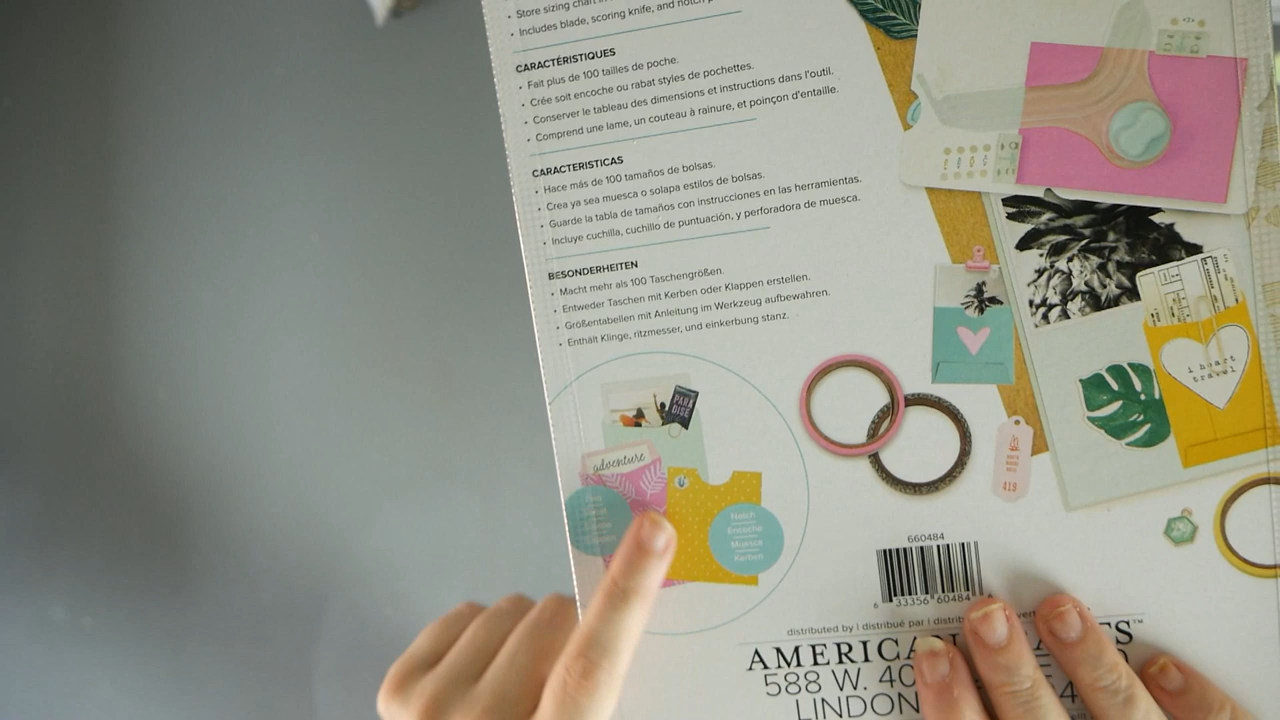 • Store sizing chart in
• Includes blade, scoring knife, and notch
CARACTÉRISTIQUES
• Fait plus de 100 tailles de poche.
• Crée soit encoche ou rabat styles de pochettes.
• Conserver le tableau des dimensions et instructions dans l'outil.
• Comprend une lame, un couteau à rainure, et poinçon d'entaille.
CARACTERISTICAS
• Hace más de 100 tamaños de bolsas.
• Crea ya sea muesca o solapa estilos de bolsas.
• Guarde la tabla de tamaños con instrucciones en las herramientas.
• Incluye cuchilla, cuchillo de puntuación, y perforadora de muesca.
BESONDERHEITEN
• Macht mehr als 100 Taschengrößen.
• Entweder Taschen mit Kerben oder Klappen erstellen.
• Größentabellen mit Anleitung im Werkzeug aufbewahren.
• Enthält Klinge, ritzmesser, und einkerbung stanz.
PARA
DISE
adventure
Notch
Encoche
Muesca
Kerben
i heart
travel
419
660484
6 33356 60484
distributed by | distribué par |
588 W. 40
LINDON